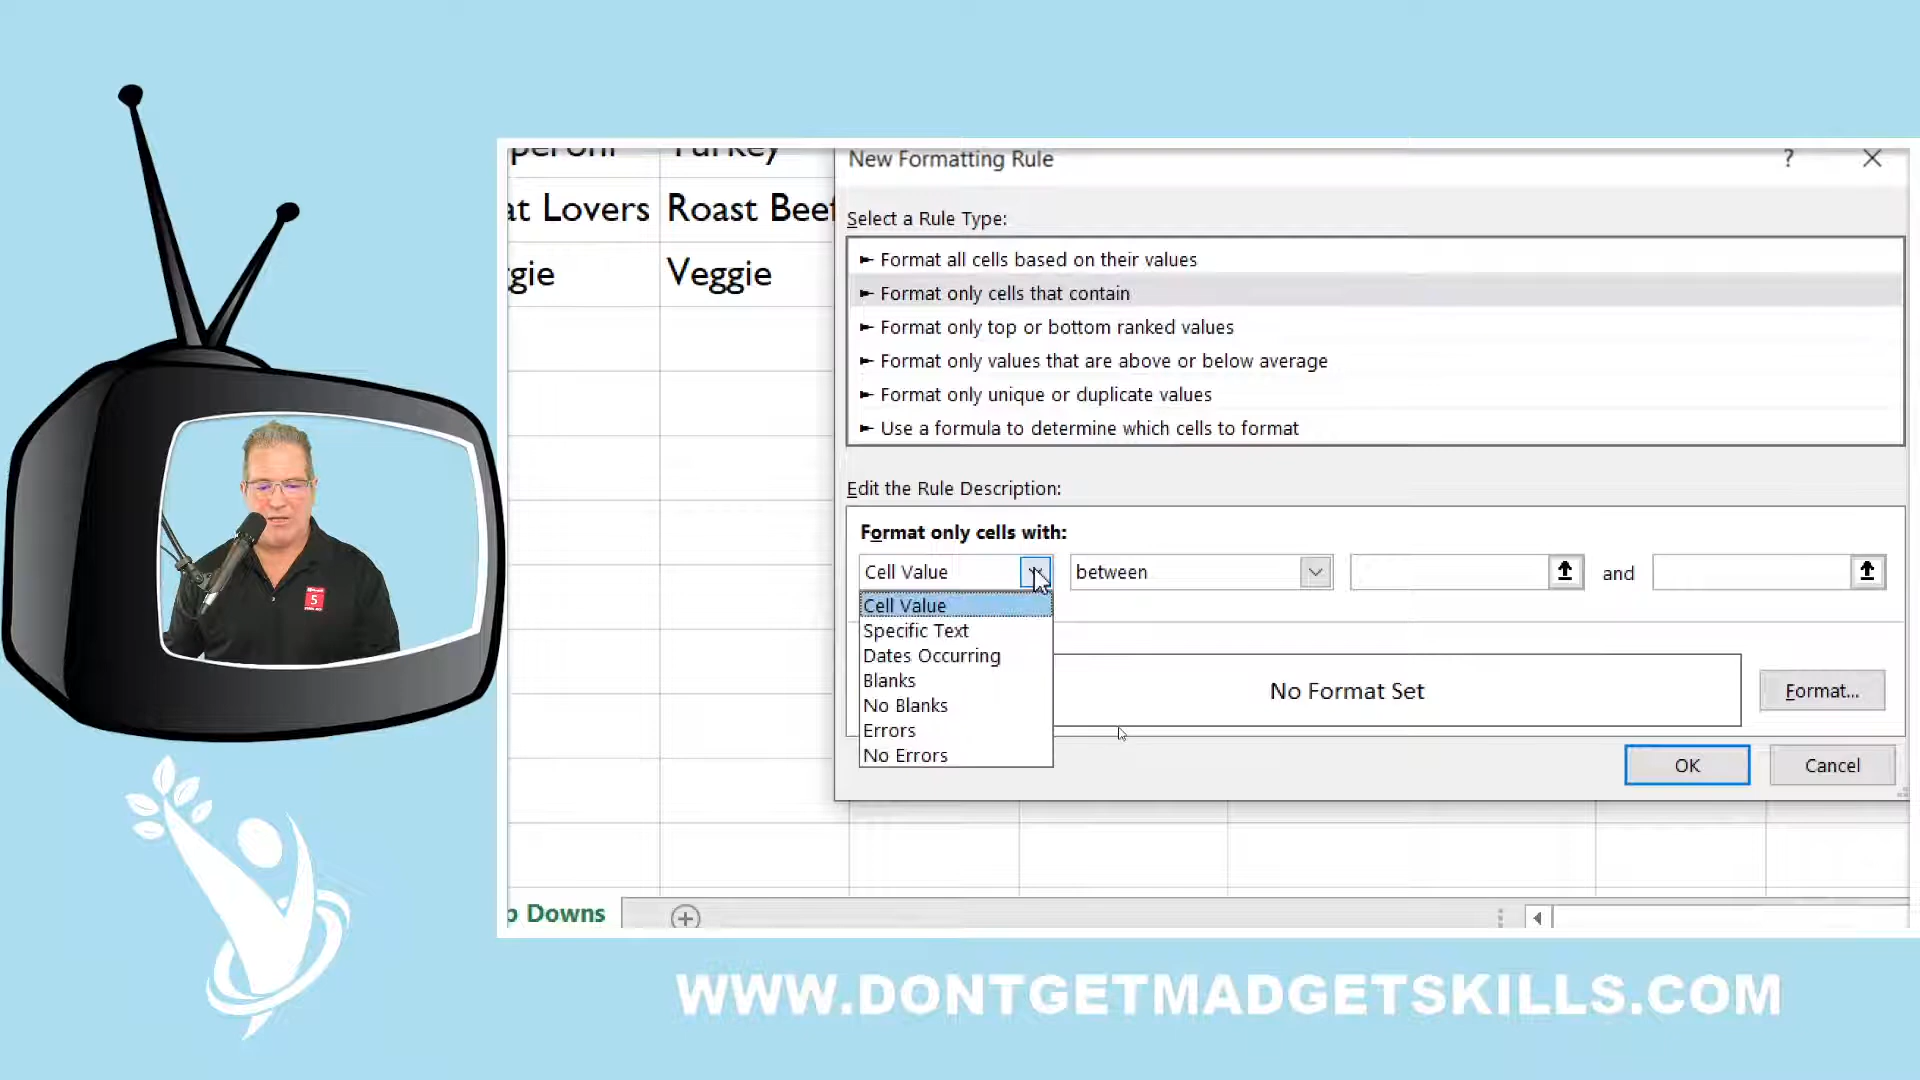 peroni Turkey
at Lovers Roast Beef
ggie Veggie
New Formatting Rule ?
Select a Rule Type:
► Format all cells based on their values
► Format only cells that contain
► Format only top or bottom ranked values
► Format only values that are above or below average
► Format only unique or duplicate values
► Use a formula to determine which cells to format
Edit the Rule Description:
Format only cells with:
Cell Value between and
Cell Value
Specific Text
Dates Occurring
Blanks
No Blanks
Errors
No Errors
No Format Set Format...
OK Cancel
p Downs
5
WWW.DONTGETMADGETSKILLS.COM